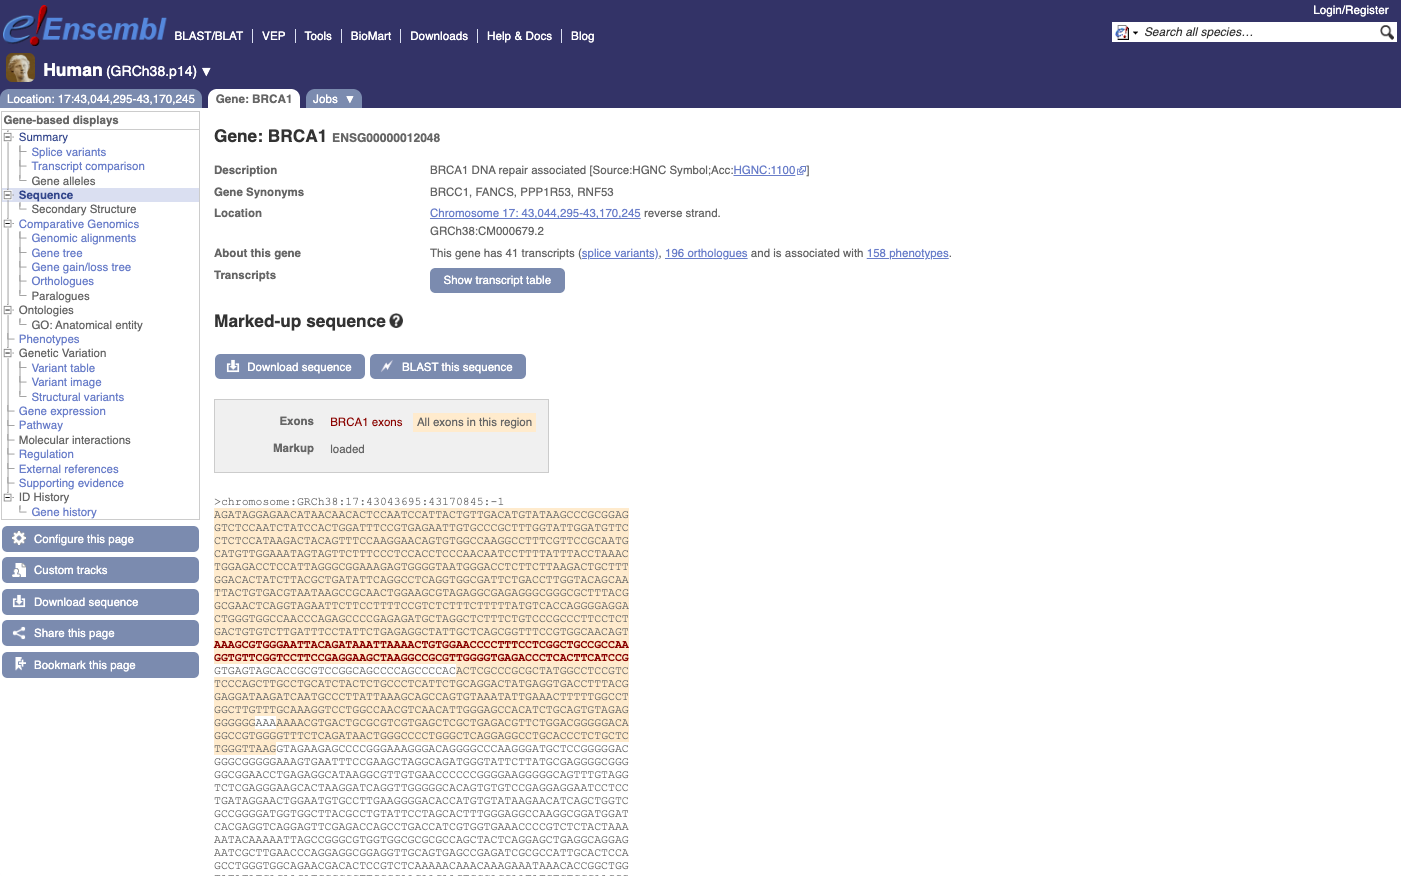 Login/Register
e!Ensembl
BLAST/BLAT
VEP
Tools
BioMart
Downloads
Help & Docs
Blog
Search all species…
Human (GRCh38.p14) ▼
Location: 17:43,044,295-43,170,245
Gene: BRCA1
Jobs ▼
Gene-based displays
Summary
Splice variants
Transcript comparison
Gene alleles
Sequence
Secondary Structure
Comparative Genomics
Genomic alignments
Gene tree
Gene gain/loss tree
Orthologues
Paralogues
Ontologies
GO: Anatomical entity
Phenotypes
Genetic Variation
Variant table
Variant image
Structural variants
Gene expression
Pathway
Molecular interactions
Regulation
External references
Supporting evidence
ID History
Gene history
Configure this page
Custom tracks
Download sequence
Share this page
Bookmark this page
Gene: BRCA1 ENSG00000012048
Description
BRCA1 DNA repair associated [Source:HGNC Symbol;Acc:HGNC:1100]
Gene Synonyms
BRCC1, FANCS, PPP1R53, RNF53
Location
Chromosome 17: 43,044,295-43,170,245 reverse strand.
GRCh38:CM000679.2
About this gene
This gene has 41 transcripts (splice variants), 196 orthologues and is associated with 158 phenotypes.
Transcripts
Show transcript table
Marked-up sequence
Download sequence
BLAST this sequence
Exons
BRCA1 exons
All exons in this region
Markup
loaded
>chromosome:GRCh38:17:43043695:43170845:-1
AGATAGGAGAACATAACAACACTCCAATCCATTACTGTTGACATGTATAAGCCCGCGGAG
GTCTCCAATCTATCCACTGGATTTCCGTGAGAATTGTGCCCGCTTTGGTATTGGATGTTC
CTCTCCATAAGACTACAGTTTCCAAGGAACAGTGTGGCCAAGGCCTTTCGTTCCGCAATG
CATGTTGGAAATAGTAGTTCTTTCCCTCCACCTCCCAACAATCCTTTTATTTACCTAAAC
TGGAGACCTCCATTAGGGCGGAAAGAGTGGGGTAATGGGACCTCTTCTTAAGACTGCTTT
GGACACTATCTTACGCTGATATTCAGGCCTCAGGTGGCGATTCTGACCTTGGTACAGCAA
TTACTGTGACGTAATAAGCCGCAACTGGAAGCGTAGAGGCGAGAGGGCGGGCGCTTTACG
GCGAACTCAGGTAGAATTCTTCCTTTTCCGTCTCTTTCTTTTTATGTCACCAGGGGAGGA
CTGGGTGGCCAACCCAGAGCCCCGAGAGATGCTAGGCTCTTTCTGTCCCGCCCTTCCTCT
GACTGTGTCTTGATTTCCTATTCTGAGAGGCTATTGCTCAGCGGTTTCCGTGGCAACAGT
AAAGCGTGGGAATTACAGATAAATTAAAACTGTGGAACCCCTTTCCTCGGCTGCCGCCAA
GGTGTTCGGTCCTTCCGAGGAAGCTAAGGCCGCGTTGGGGTGAGACCCTCACTTCATCCG
GTGAGTAGCACCGCGTCCGGCAGCCCCAGCCCCACACTCGCCCGCGCTATGGCCTCCGTC
TCCCAGCTTGCCTGCATCTACTCTGCCCTCATTCTGCAGGACTATGAGGTGACCTTTACG
GAGGATAAGATCAATGCCCTTATTAAAGCAGCCAGTGTAAATATTGAAACTTTTTGGCCT
GGCTTGTTTGCAAAGGTCCTGGCCAACGTCAACATTGGGAGCCACATCTGCAGTGTAGAG
GGGGGGAAAAAAACGTGACTGCGCGTCGTGAGCTCGCTGAGACGTTCTGGACGGGGGACA
GGCCGTGGGGTTTCTCAGATAACTGGGCCCCTGGGCTCAGGAGGCCTGCACCCTCTGCTC
TGGGTTAAGGTAGAAGAGCCCCGGGAAAGGGACAGGGGCCCAAGGGATGCTCCGGGGGAC
GGGCGGGGGAAAGTGAATTTCCGAAGCTAGGCAGATGGGTATTCTTATGCGAGGGGCGGG
GGCGGAACCTGAGAGGCATAAGGCGTTGTGAACCCCCCGGGGAAGGGGGCAGTTTGTAGG
TCTCGAGGGAAGCACTAAGGATCAGGTTGGGGGCACAGTGTGTCCGAGGAGGAATCCTCC
TGATAGGAACTGGAATGTGCCTTGAAGGGGACACCATGTGTATAAGAACATCAGCTGGTC
GCCGGGGATGGTGGCTTACGCCTGTATTCCTAGCACTTTGGGAGGCCAAGGCGGATGGAT
CACGAGGTCAGGAGTTCGAGACCAGCCTGACCATCGTGGTGAAACCCCGTCTCTACTAAA
AATACAAAAATTAGCCGGGCGTGGTGGCGCGCGCCAGCTACTCAGGAGCTGAGGCAGGAG
AATCGCTTGAACCCAGGAGGCGGAGGTTGCAGTGAGCCGAGATCGCGCCATTGCACTCCA
GCCTGGGTGGCAGAACGACACTCCGTCTCAAAAACAAACAAAGAAATAAACACCGGCTGG